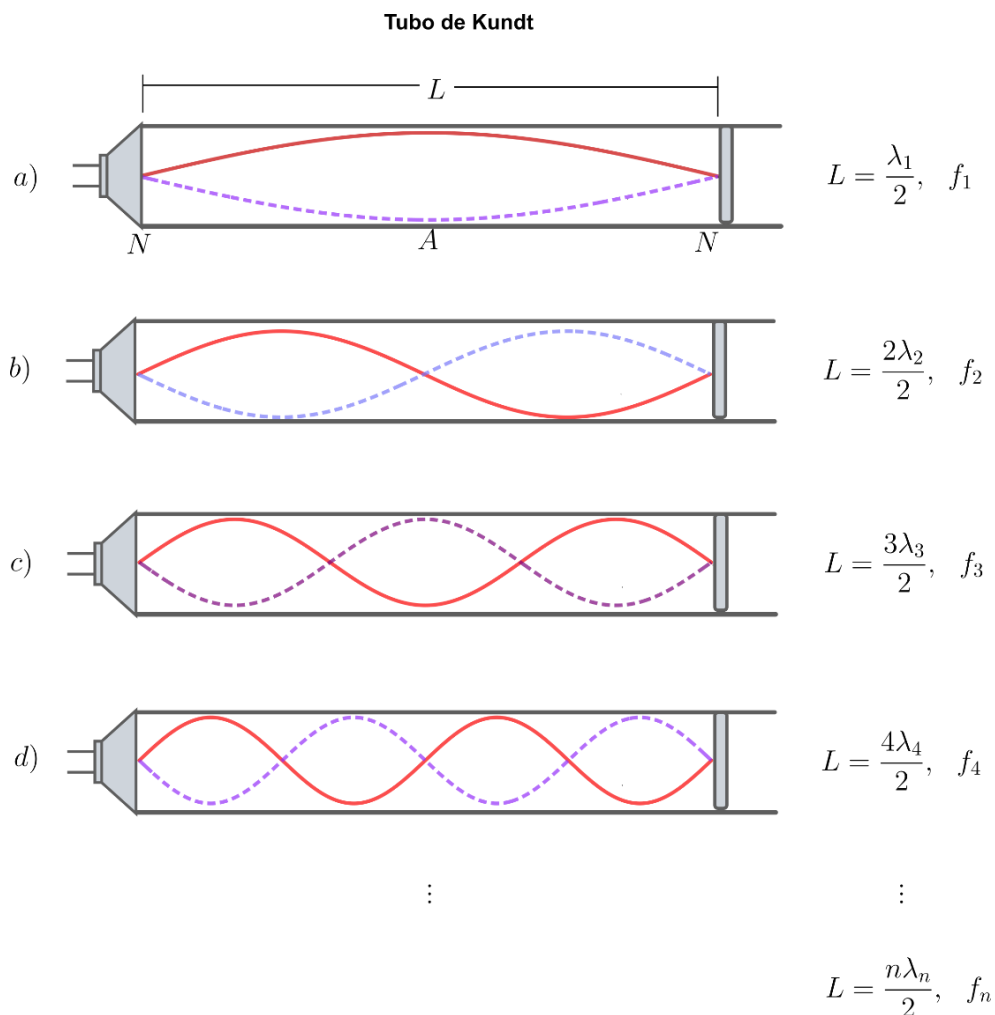 Tubo de Kundt
L
a) L = λ₁/2, f₁
N A N
b) L = 2λ₂/2, f₂
c) L = 3λ₃/2, f₃
d) L = 4λ₄/2, f₄
⋮ ⋮
L = nλₙ/2, fₙ